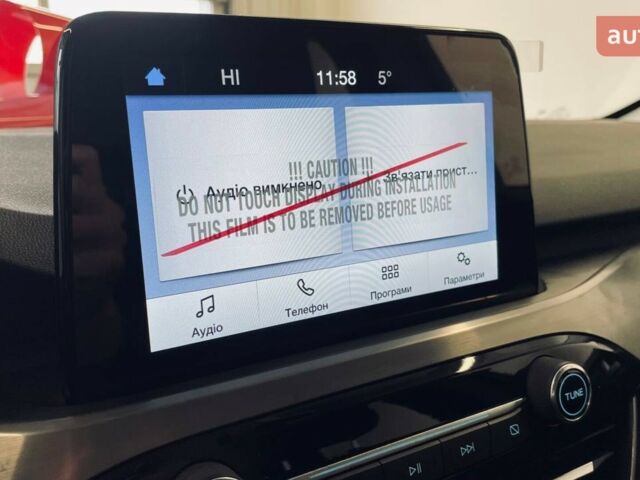 auto
HI 11:58 5°
!!! CAUTION !!!
Аудіо вимкнено
зв'язати прист...
DO NOT TOUCH DISPLAY DURING INSTALLATION
THIS FILM IS TO BE REMOVED BEFORE USAGE
Аудіо Телефон Програми Параметри
TUNE